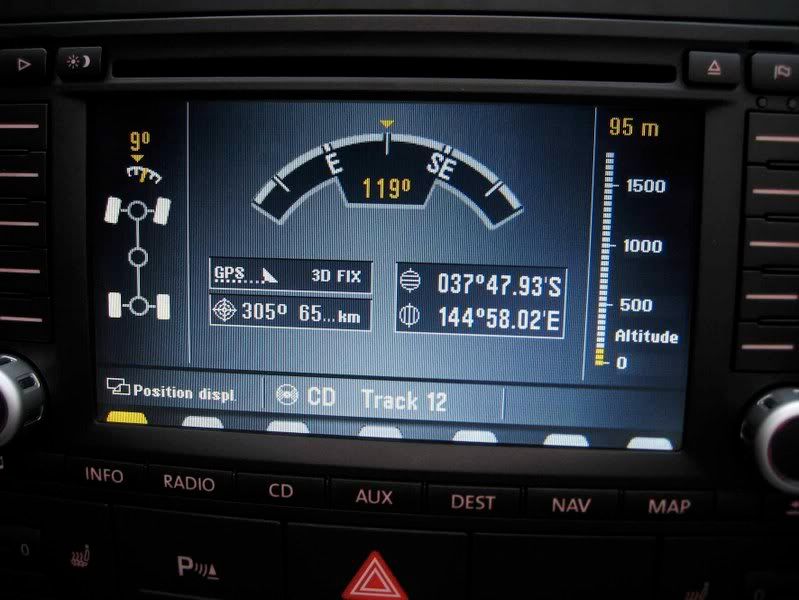 9º
95 m
E
SE
119º
1500
1000
500
Altitude
0
GPS
3D FIX
037º47.93'S
305º 65...km
144º58.02'E
Position displ.
CD
Track 12
INFO
RADIO
CD
AUX
DEST
NAV
MAP
0
P